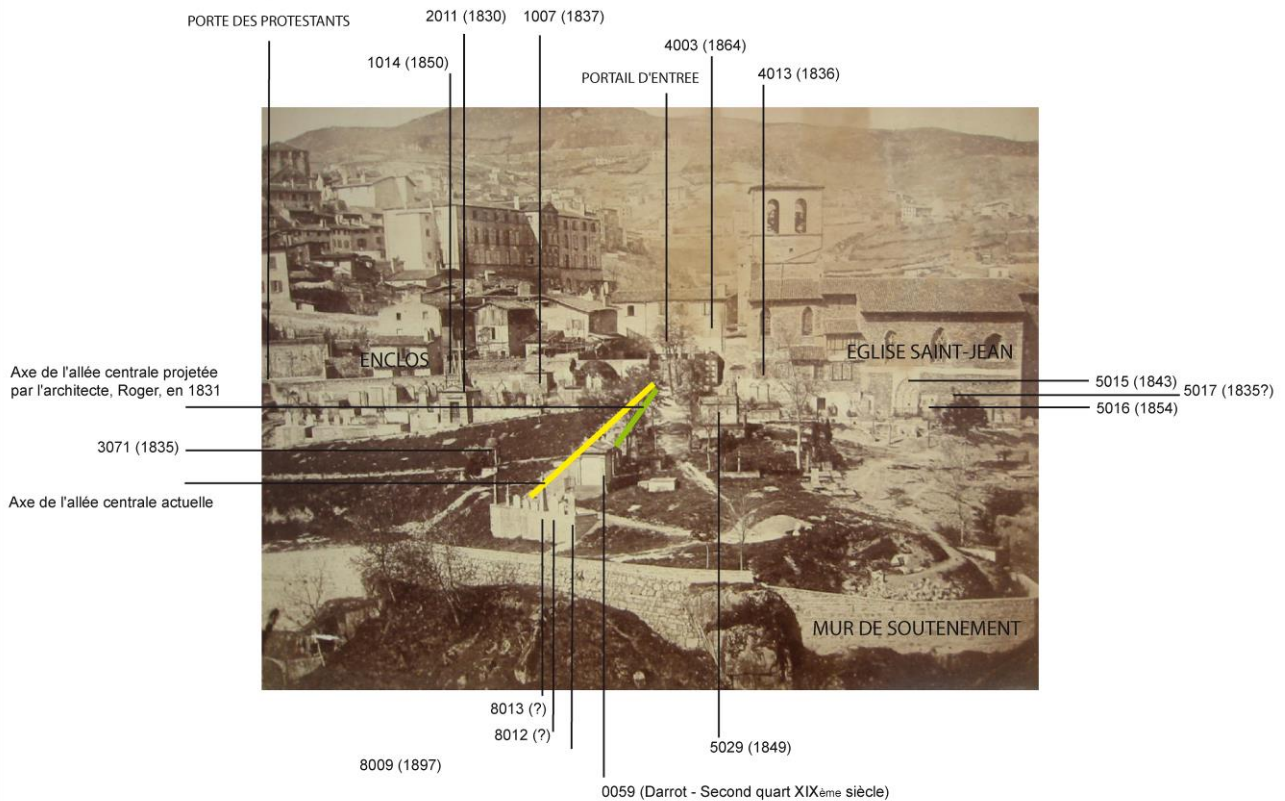 PORTE DES PROTESTANTS
2011 (1830)
1007 (1837)
1014 (1850)
4003 (1864)
PORTAIL D'ENTREE
4013 (1836)
ENCLOS
EGLISE SAINT-JEAN
Axe de l'allée centrale projetée
par l'architecte, Roger, en 1831
5015 (1843)
5017 (1835?)
5016 (1854)
3071 (1835)
Axe de l'allée centrale actuelle
MUR DE SOUTENEMENT
8013 (?)
8012 (?)
5029 (1849)
8009 (1897)
0059 (Darrot - Second quart XIXème siècle)